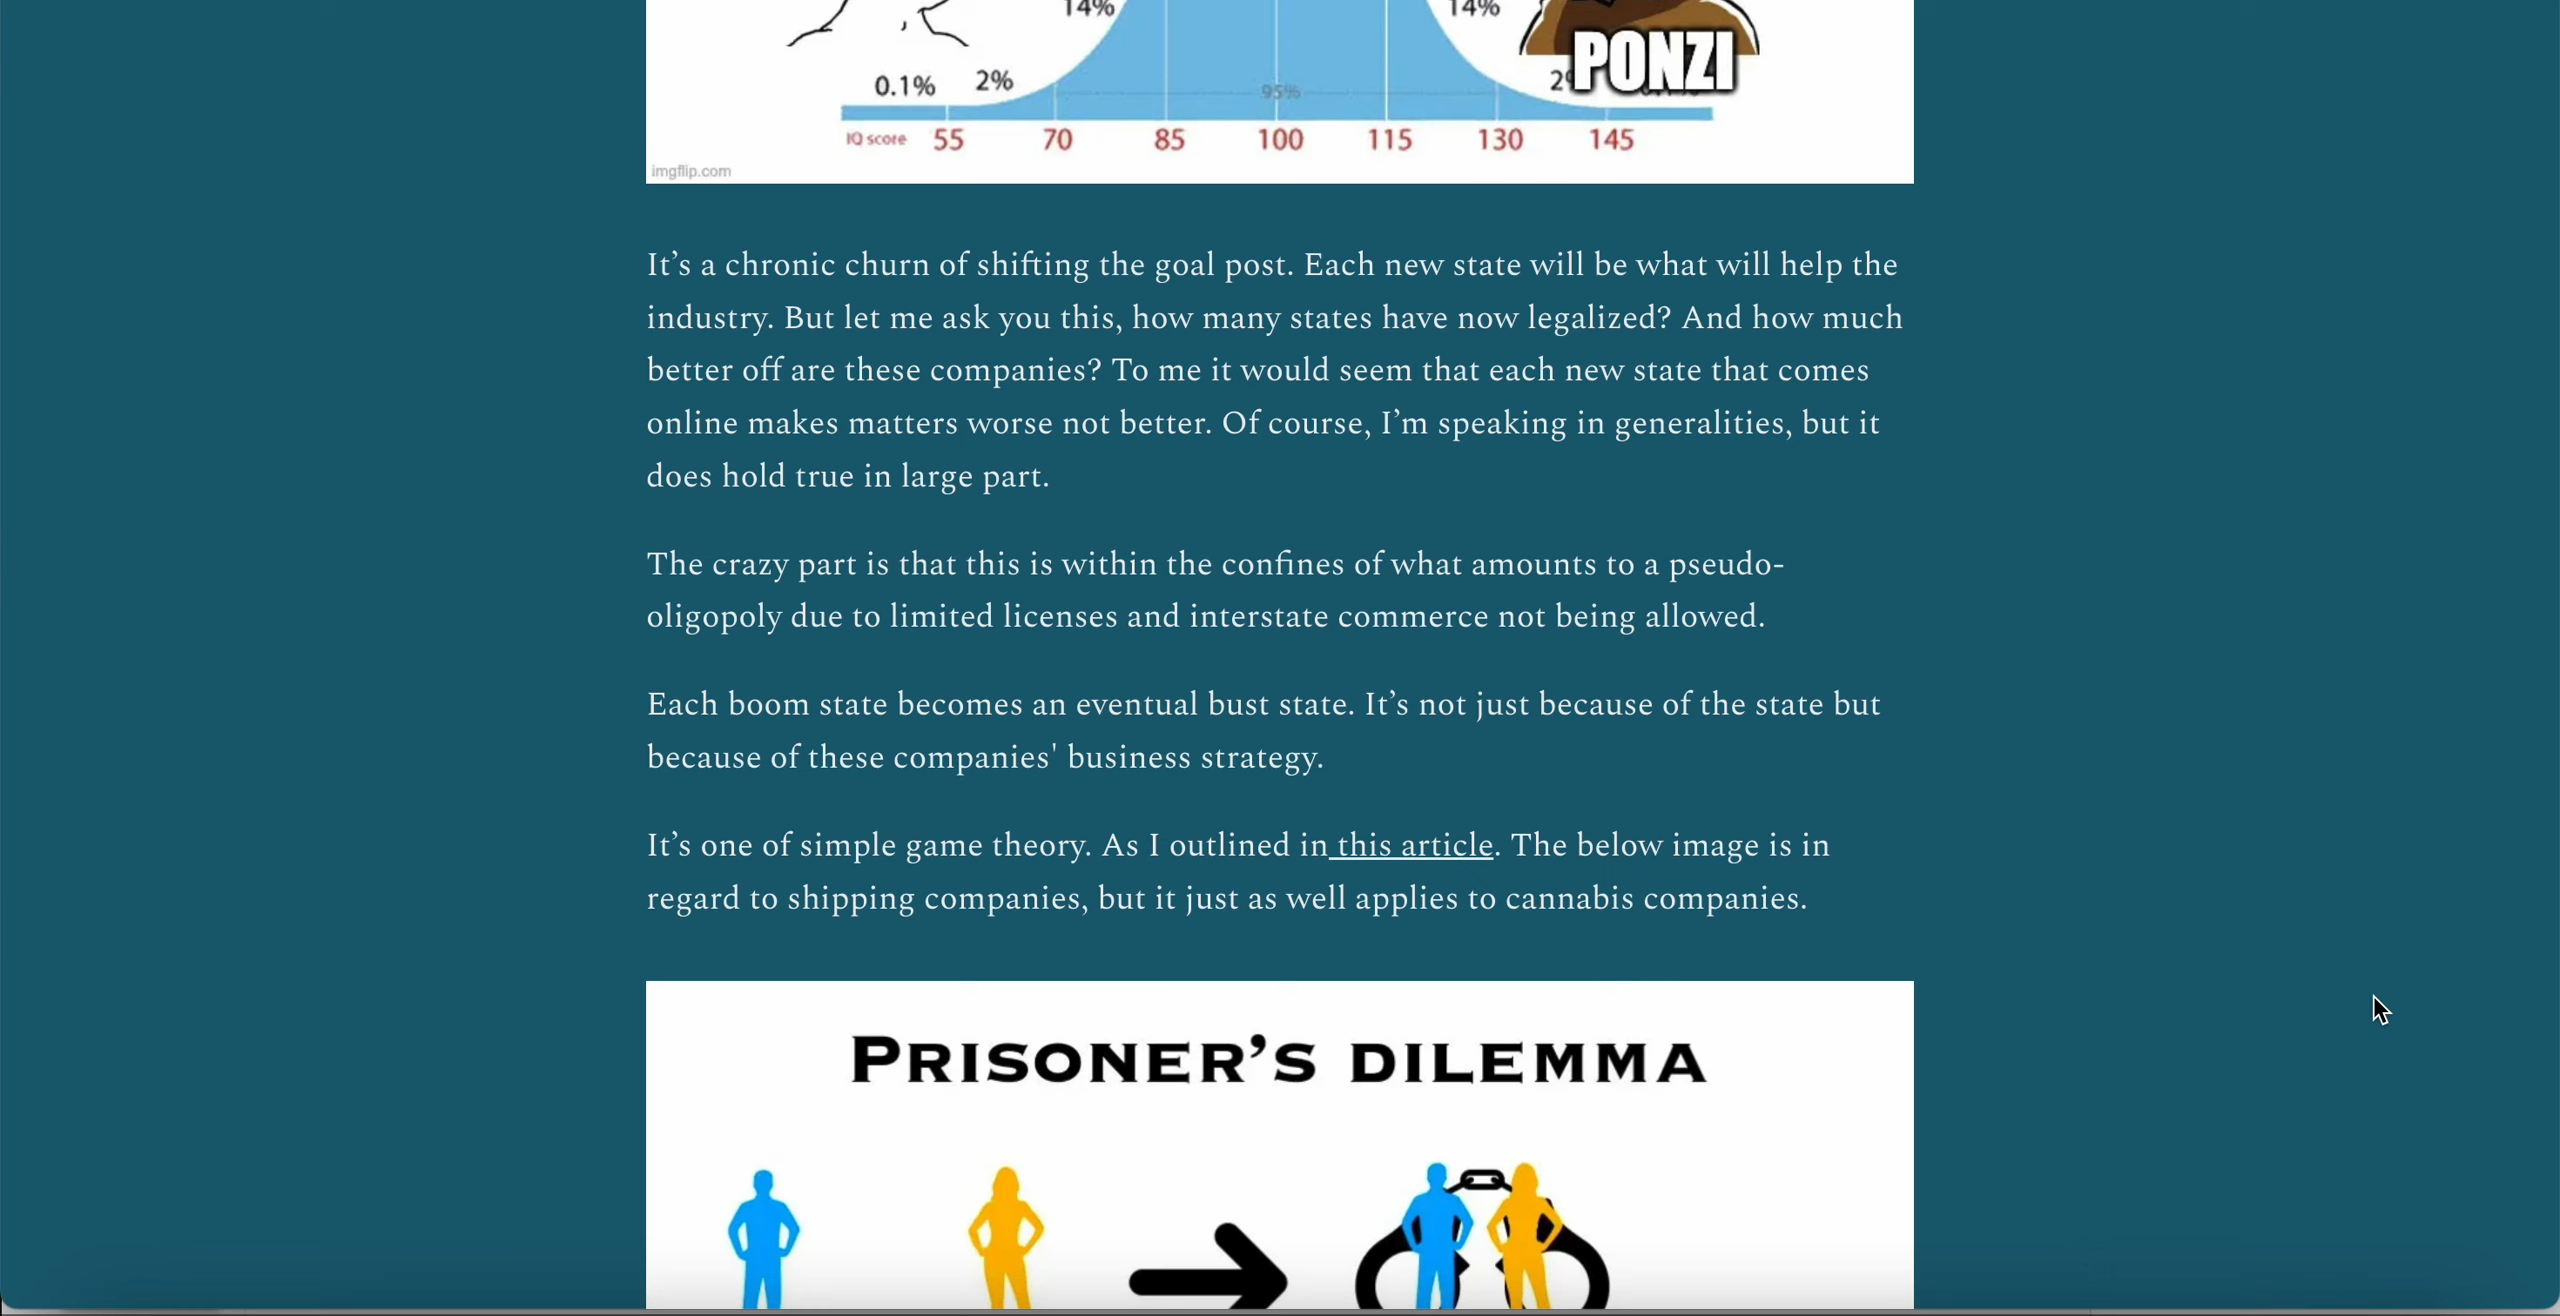 14%
14%
0.1%
2%
PONZI
95%
IQ score 55 70 85 100 115 130 145
imgflip.com
It’s a chronic churn of shifting the goal post. Each new state will be what will help the
industry. But let me ask you this, how many states have now legalized? And how much
better off are these companies? To me it would seem that each new state that comes
online makes matters worse not better. Of course, I’m speaking in generalities, but it
does hold true in large part.
The crazy part is that this is within the confines of what amounts to a pseudo-
oligopoly due to limited licenses and interstate commerce not being allowed.
Each boom state becomes an eventual bust state. It’s not just because of the state but
because of these companies' business strategy.
It’s one of simple game theory. As I outlined in this article. The below image is in
regard to shipping companies, but it just as well applies to cannabis companies.
PRISONER’S DILEMMA